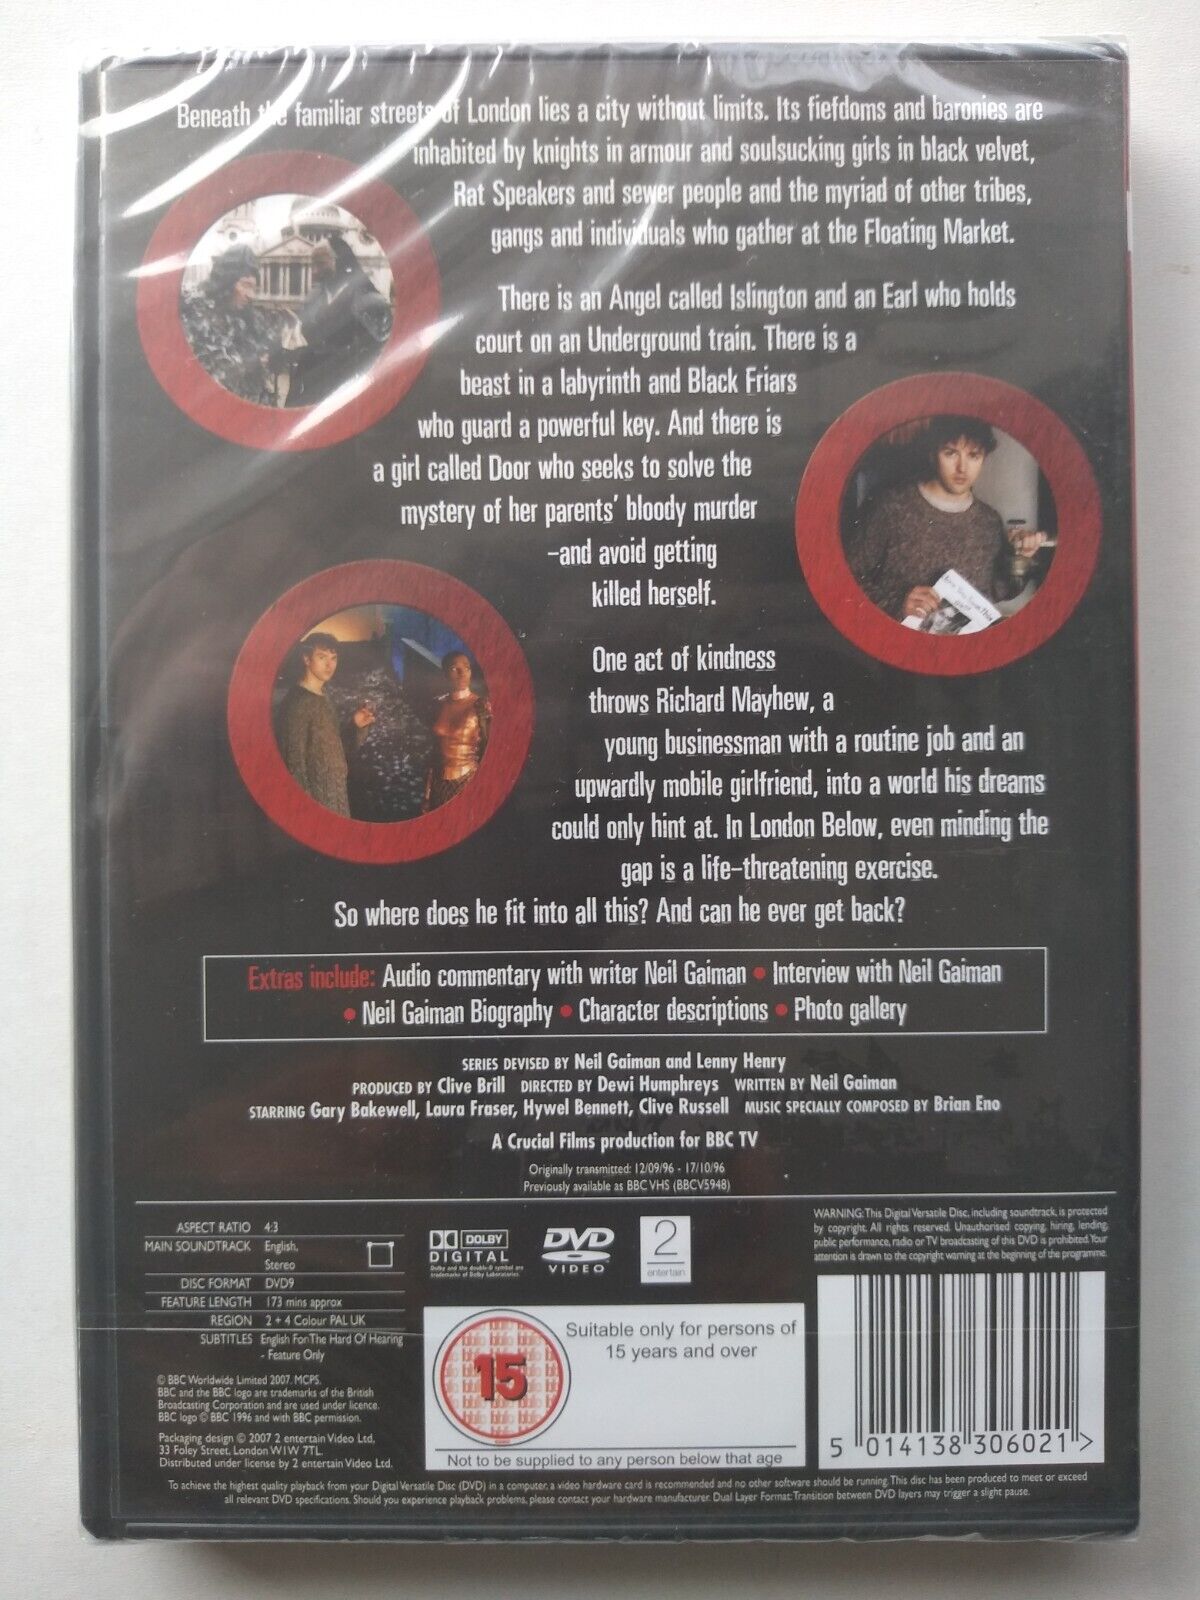 Beneath the familiar streets of London lies a city without limits. Its fiefdoms and baronies are
inhabited by knights in armour and soulsucking girls in black velvet,
Rat Speakers and sewer people and the myriad of other tribes,
gangs and individuals who gather at the Floating Market.
There is an Angel called Islington and an Earl who holds
court on an Underground train. There is a
beast in a labyrinth and Black Friars
who guard a powerful key. And there is
a girl called Door who seeks to solve the
mystery of her parents' bloody murder
-and avoid getting
killed herself.
One act of kindness
throws Richard Mayhew, a
young businessman with a routine job and an
upwardly mobile girlfriend, into a world his dreams
could only hint at. In London Below, even minding the
gap is a life-threatening exercise.
So where does he fit into all this? And can he ever get back?
Extras include: Audio commentary with writer Neil Gaiman • Interview with Neil Gaiman
• Neil Gaiman Biography • Character descriptions • Photo gallery
SERIES DEVISED BY Neil Gaiman and Lenny Henry
PRODUCED BY Clive Brill DIRECTED BY Dewi Humphreys WRITTEN BY Neil Gaiman
STARRING Gary Bakewell, Laura Fraser, Hywel Bennett, Clive Russell MUSIC SPECIALLY COMPOSED BY Brian Eno
A Crucial Films production for BBC TV
Originally transmitted: 12/09/96 - 17/10/96
Previously available as BBC VHS (BBCV5948)
ASPECT RATIO 4:3
MAIN SOUNDTRACK English,
Stereo
DISC FORMAT DVD9
FEATURE LENGTH 173 mins approx
REGION 2 + 4 Colour PAL UK
SUBTITLES English For The Hard Of Hearing
- Feature Only
DOLBY
DIGITAL
Dolby and the double-D symbol are
trademarks of Dolby Laboratories.
DVD
VIDEO
2
entertain
WARNING: This Digital Versatile Disc, including soundtrack, is protected
by copyright. All rights reserved. Unauthorised copying, hiring, lending,
public performance, radio or TV broadcasting of this DVD is prohibited. Your
attention is drawn to the copyright warning at the beginning of the programme.
© BBC Worldwide Limited 2007. MCPS.
BBC and the BBC logo are trademarks of the British
Broadcasting Corporation and are used under licence.
BBC logo © BBC 1996 and with BBC permission.
Packaging design © 2007 2 entertain Video Ltd,
33 Foley Street, London W1W 7TL.
Distributed under license by 2 entertain Video Ltd.
15
Suitable only for persons of
15 years and over
Not to be supplied to any person below that age
5 014138 306021 >
To achieve the highest quality playback from your Digital Versatile Disc (DVD) in a computer, a video hardware card is recommended and no other software should be running. This disc has been produced to meet or exceed
all relevant DVD specifications. Should you experience playback problems, please contact your hardware manufacturer. Dual Layer Format: Transition between DVD layers may trigger a slight pause.